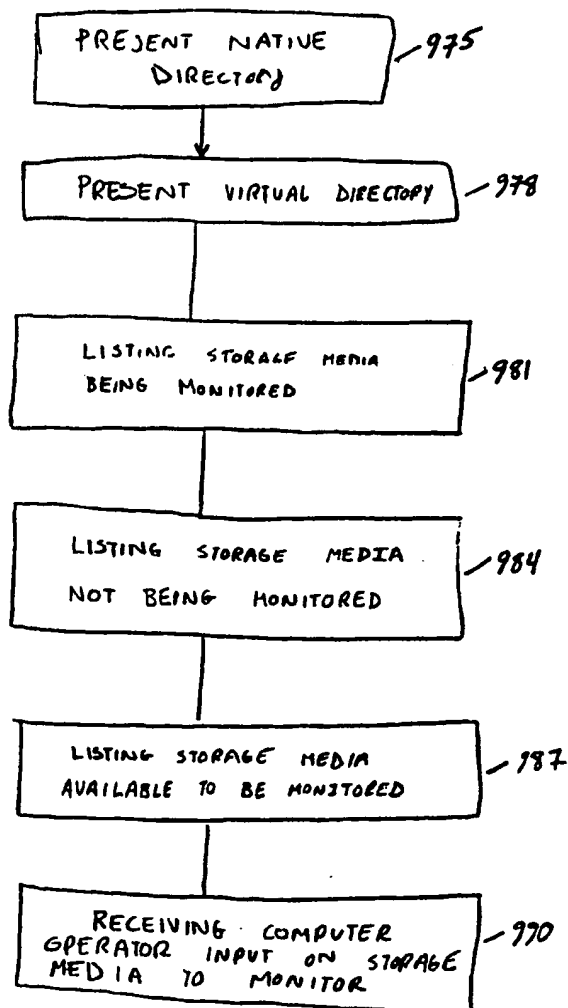 PRESENT NATIVE
DIRECTORY
975
PRESENT VIRTUAL DIRECTORY
978
LISTING STORAGE MEDIA
BEING MONITORED
981
LISTING STORAGE MEDIA
NOT BEING MONITORED
984
LISTING STORAGE MEDIA
AVAILABLE TO BE MONITORED
987
RECEIVING COMPUTER
OPERATOR INPUT ON STORAGE
MEDIA TO MONITOR
990